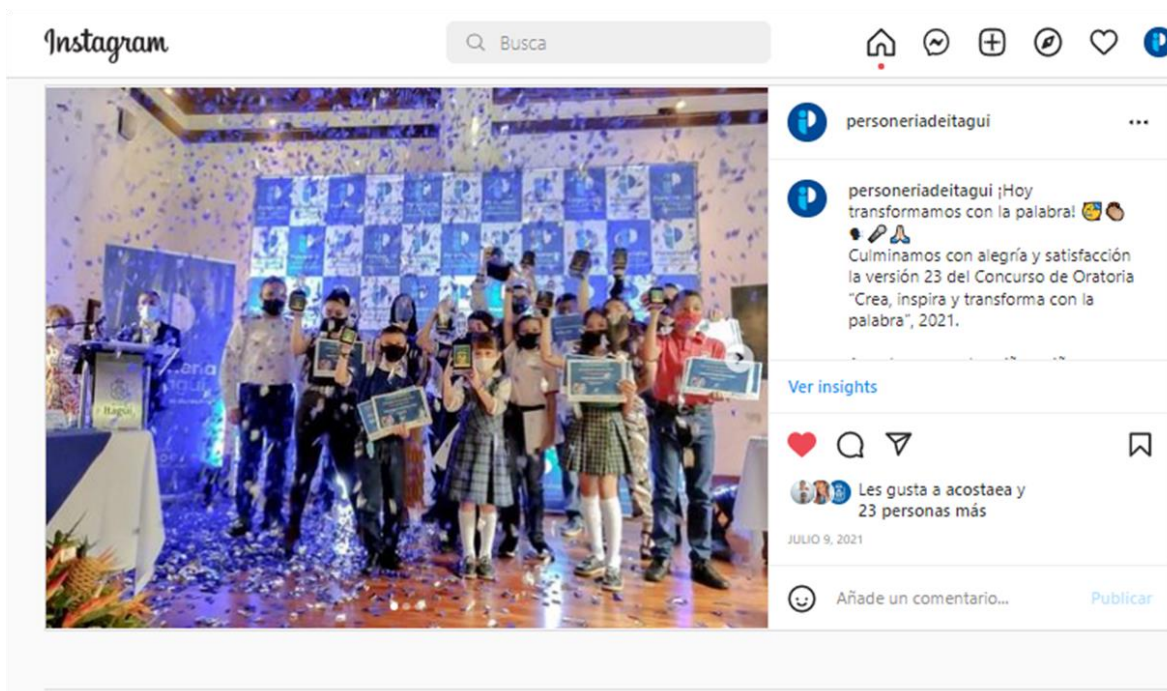 Instagram
Busca
personeriadeitagui
personeriadeitagui ¡Hoy
transformamos con la palabra!
Culminamos con alegría y satisfacción
la versión 23 del Concurso de Oratoria
"Crea, inspira y transforma con la
palabra", 2021.
Ver insights
Les gusta a acostaea y
23 personas más
JULIO 9, 2021
Añade un comentario...
Publicar
Itagüí